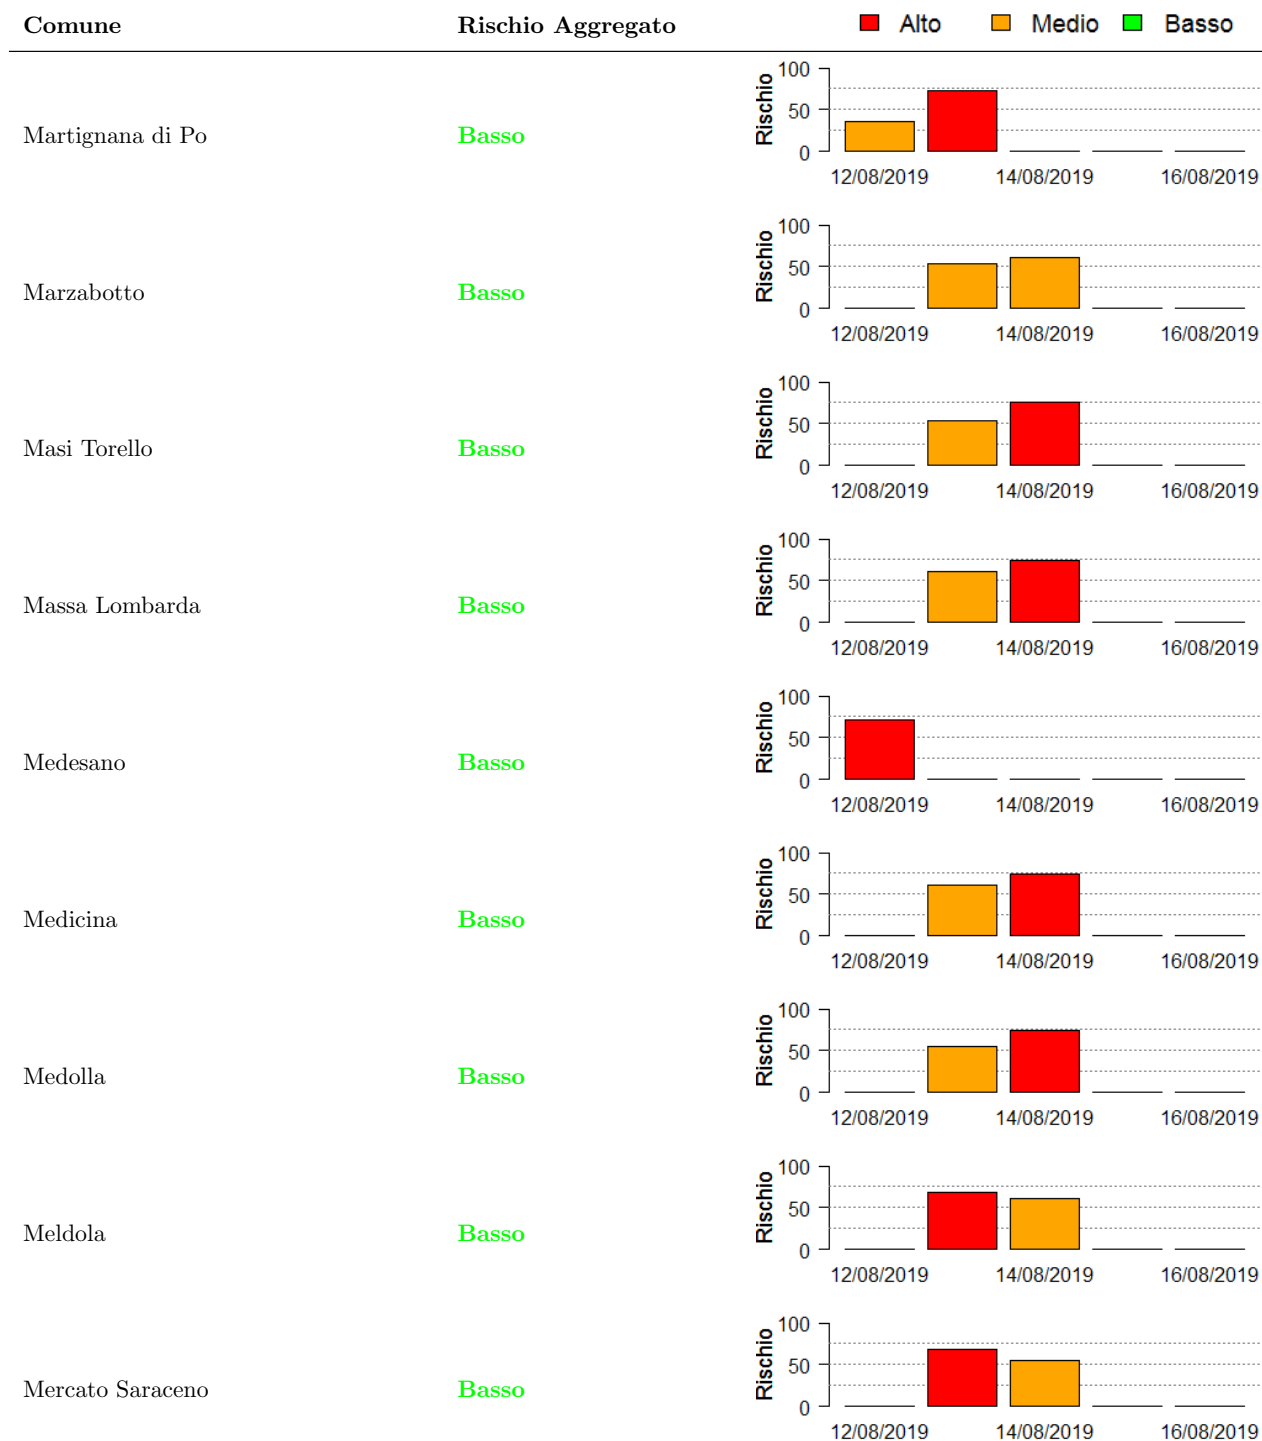 Comune Rischio Aggregato Alto Medio Basso
100
50
0
Rischio
Martignana di Po Basso
12/08/2019 14/08/2019 16/08/2019
100
50
0
Rischio
Marzabotto Basso
12/08/2019 14/08/2019 16/08/2019
100
50
0
Rischio
Masi Torello Basso
12/08/2019 14/08/2019 16/08/2019
100
50
0
Rischio
Massa Lombarda Basso
12/08/2019 14/08/2019 16/08/2019
100
50
0
Rischio
Medesano Basso
12/08/2019 14/08/2019 16/08/2019
100
50
0
Rischio
Medicina Basso
12/08/2019 14/08/2019 16/08/2019
100
50
0
Rischio
Medolla Basso
12/08/2019 14/08/2019 16/08/2019
100
50
0
Rischio
Meldola Basso
12/08/2019 14/08/2019 16/08/2019
100
50
0
Rischio
Mercato Saraceno Basso
12/08/2019 14/08/2019 16/08/2019